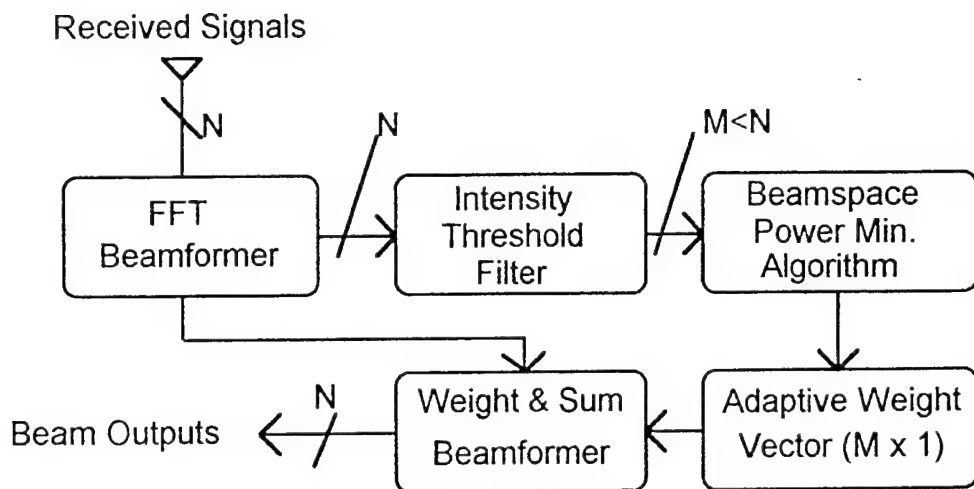 Received Signals
N
N
M<N
FFT
Beamformer
Intensity
Threshold
Filter
Beamspace
Power Min.
Algorithm
Beam Outputs
N
Weight & Sum
Beamformer
Adaptive Weight
Vector (M x 1)